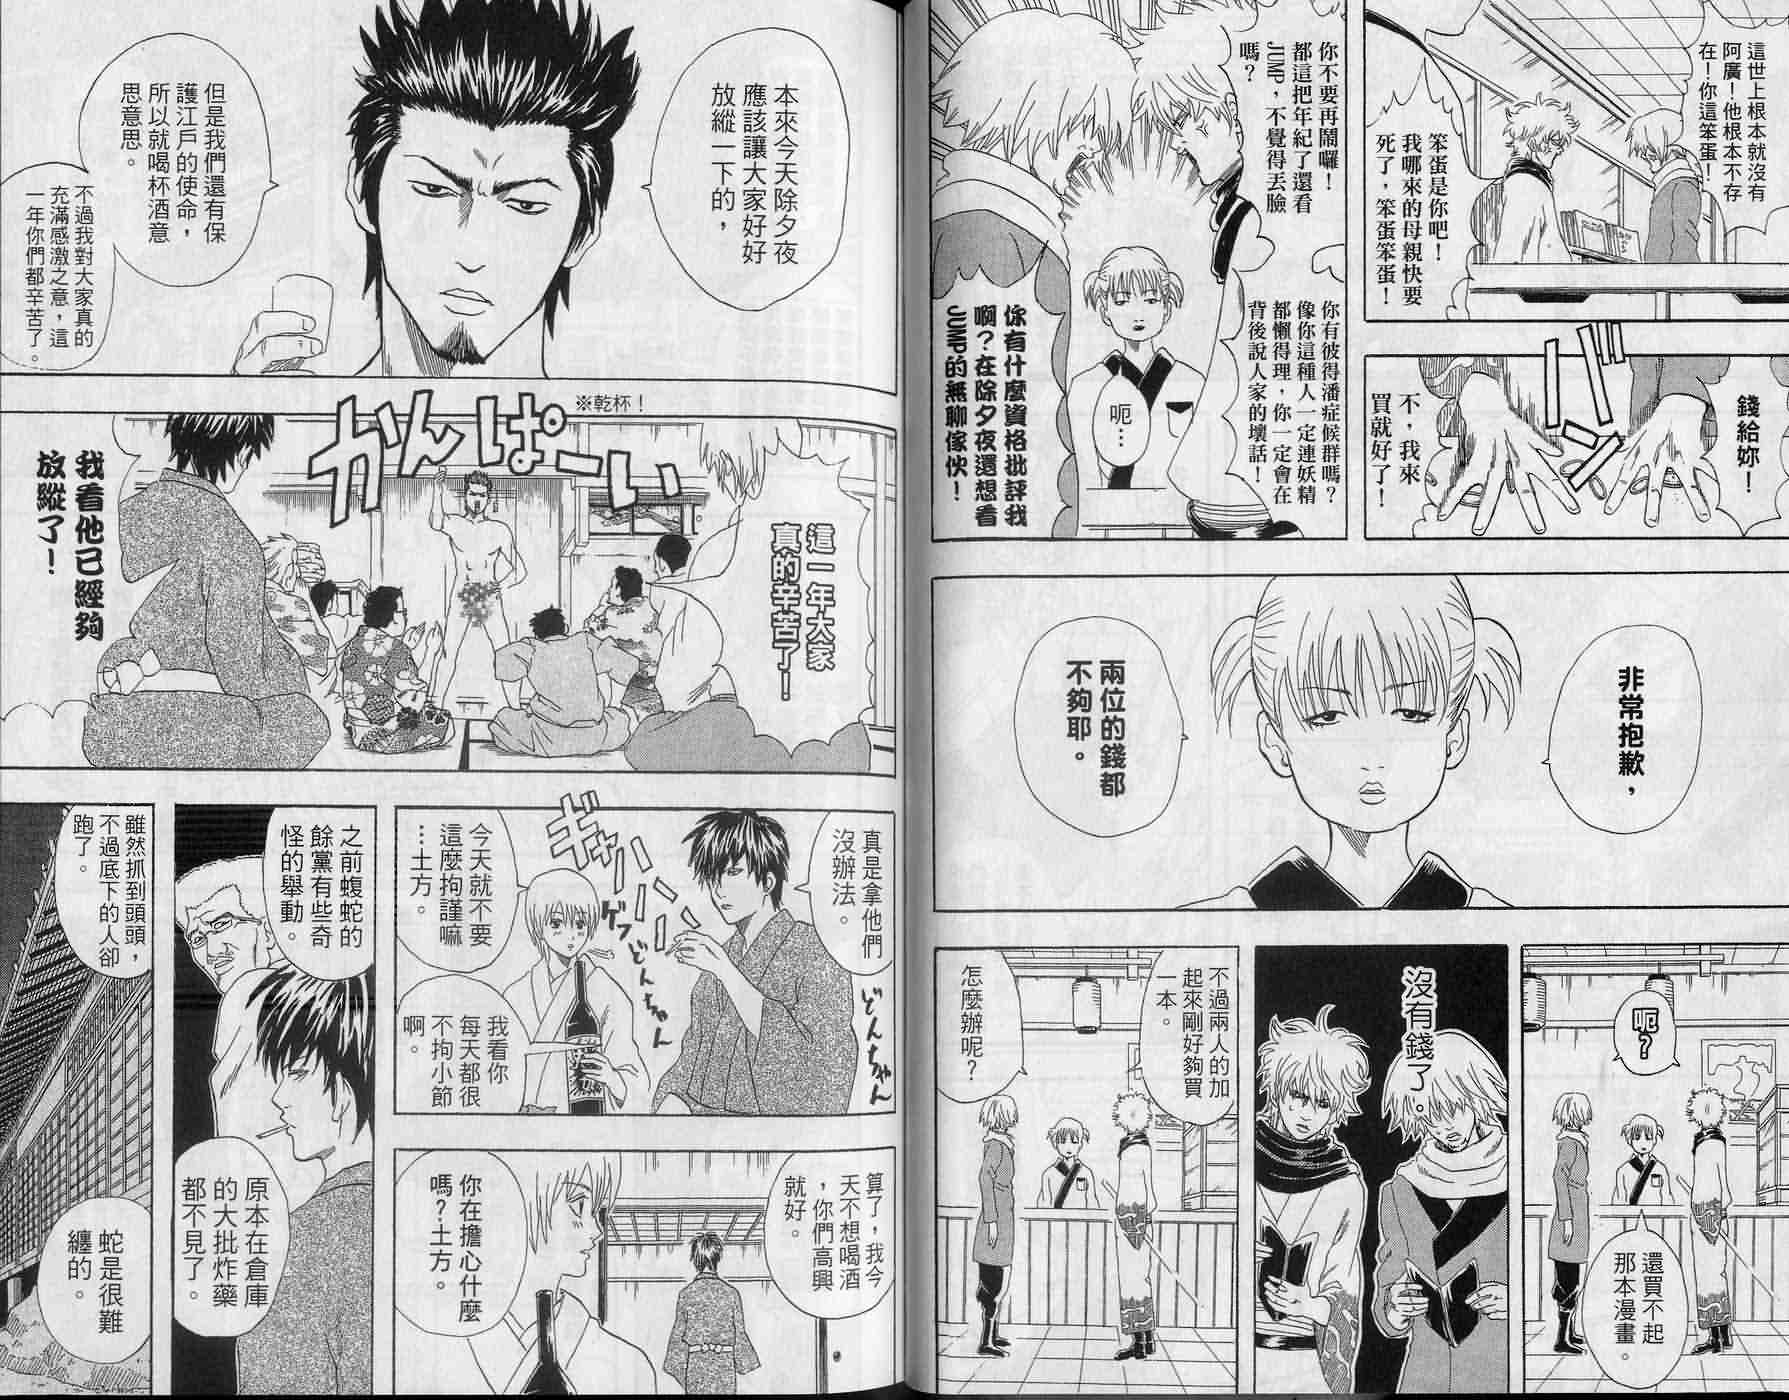 這世上根本就沒有
阿廣！他根本不存
在！你這笨蛋！
笨蛋是你吧！
我哪來的母親快要
死了，笨蛋笨蛋！
你不要再鬧囉！
都這把年紀了還看
JUMP，不覺得丟臉
嗎？
你有彼得潘症候群嗎？
像你這種人一定連妖精
都懶得理，你一定會在
背後說人家的壞話！
你有什麼資格批評我
啊？在除夕夜還想看
JUMP的無聊傢伙！
呃…
錢給妳！
不，我來
買就好了！
バン
非常抱歉，
兩位的錢都
不夠耶。
呃？
還買不起
那本漫畫。
沒有錢了。
不過兩人的加
起來剛好夠買
一本。
怎麼辦呢？
本來今天除夕夜
應該讓大家好好
放縱一下的，
但是我們還有保
護江戶的使命，
所以就喝杯酒意
思意思。
不過我對大家真的
充滿感激之意，這
一年你們都辛苦了。
※乾杯！
かんぱーい
這一年大家
真的辛苦了！
我看他已經夠
放縱了！
真是拿他們
沒辦法。
どんちゃん
ギャハハハ
ゲラ
どんちゃん
今天就不要
這麼拘謹嘛
…土方。
我看你
每天都很
不拘小節
啊。
算了，我今
天不想喝酒
，你們高興
就好。
你在擔心什麼
嗎？土方。
之前蝮蛇的
餘黨有些奇
怪的舉動。
原本在倉庫
的大批炸藥
都不見了。
雖然抓到頭頭，
不過底下的人卻
跑了。
蛇是很難
纏的。